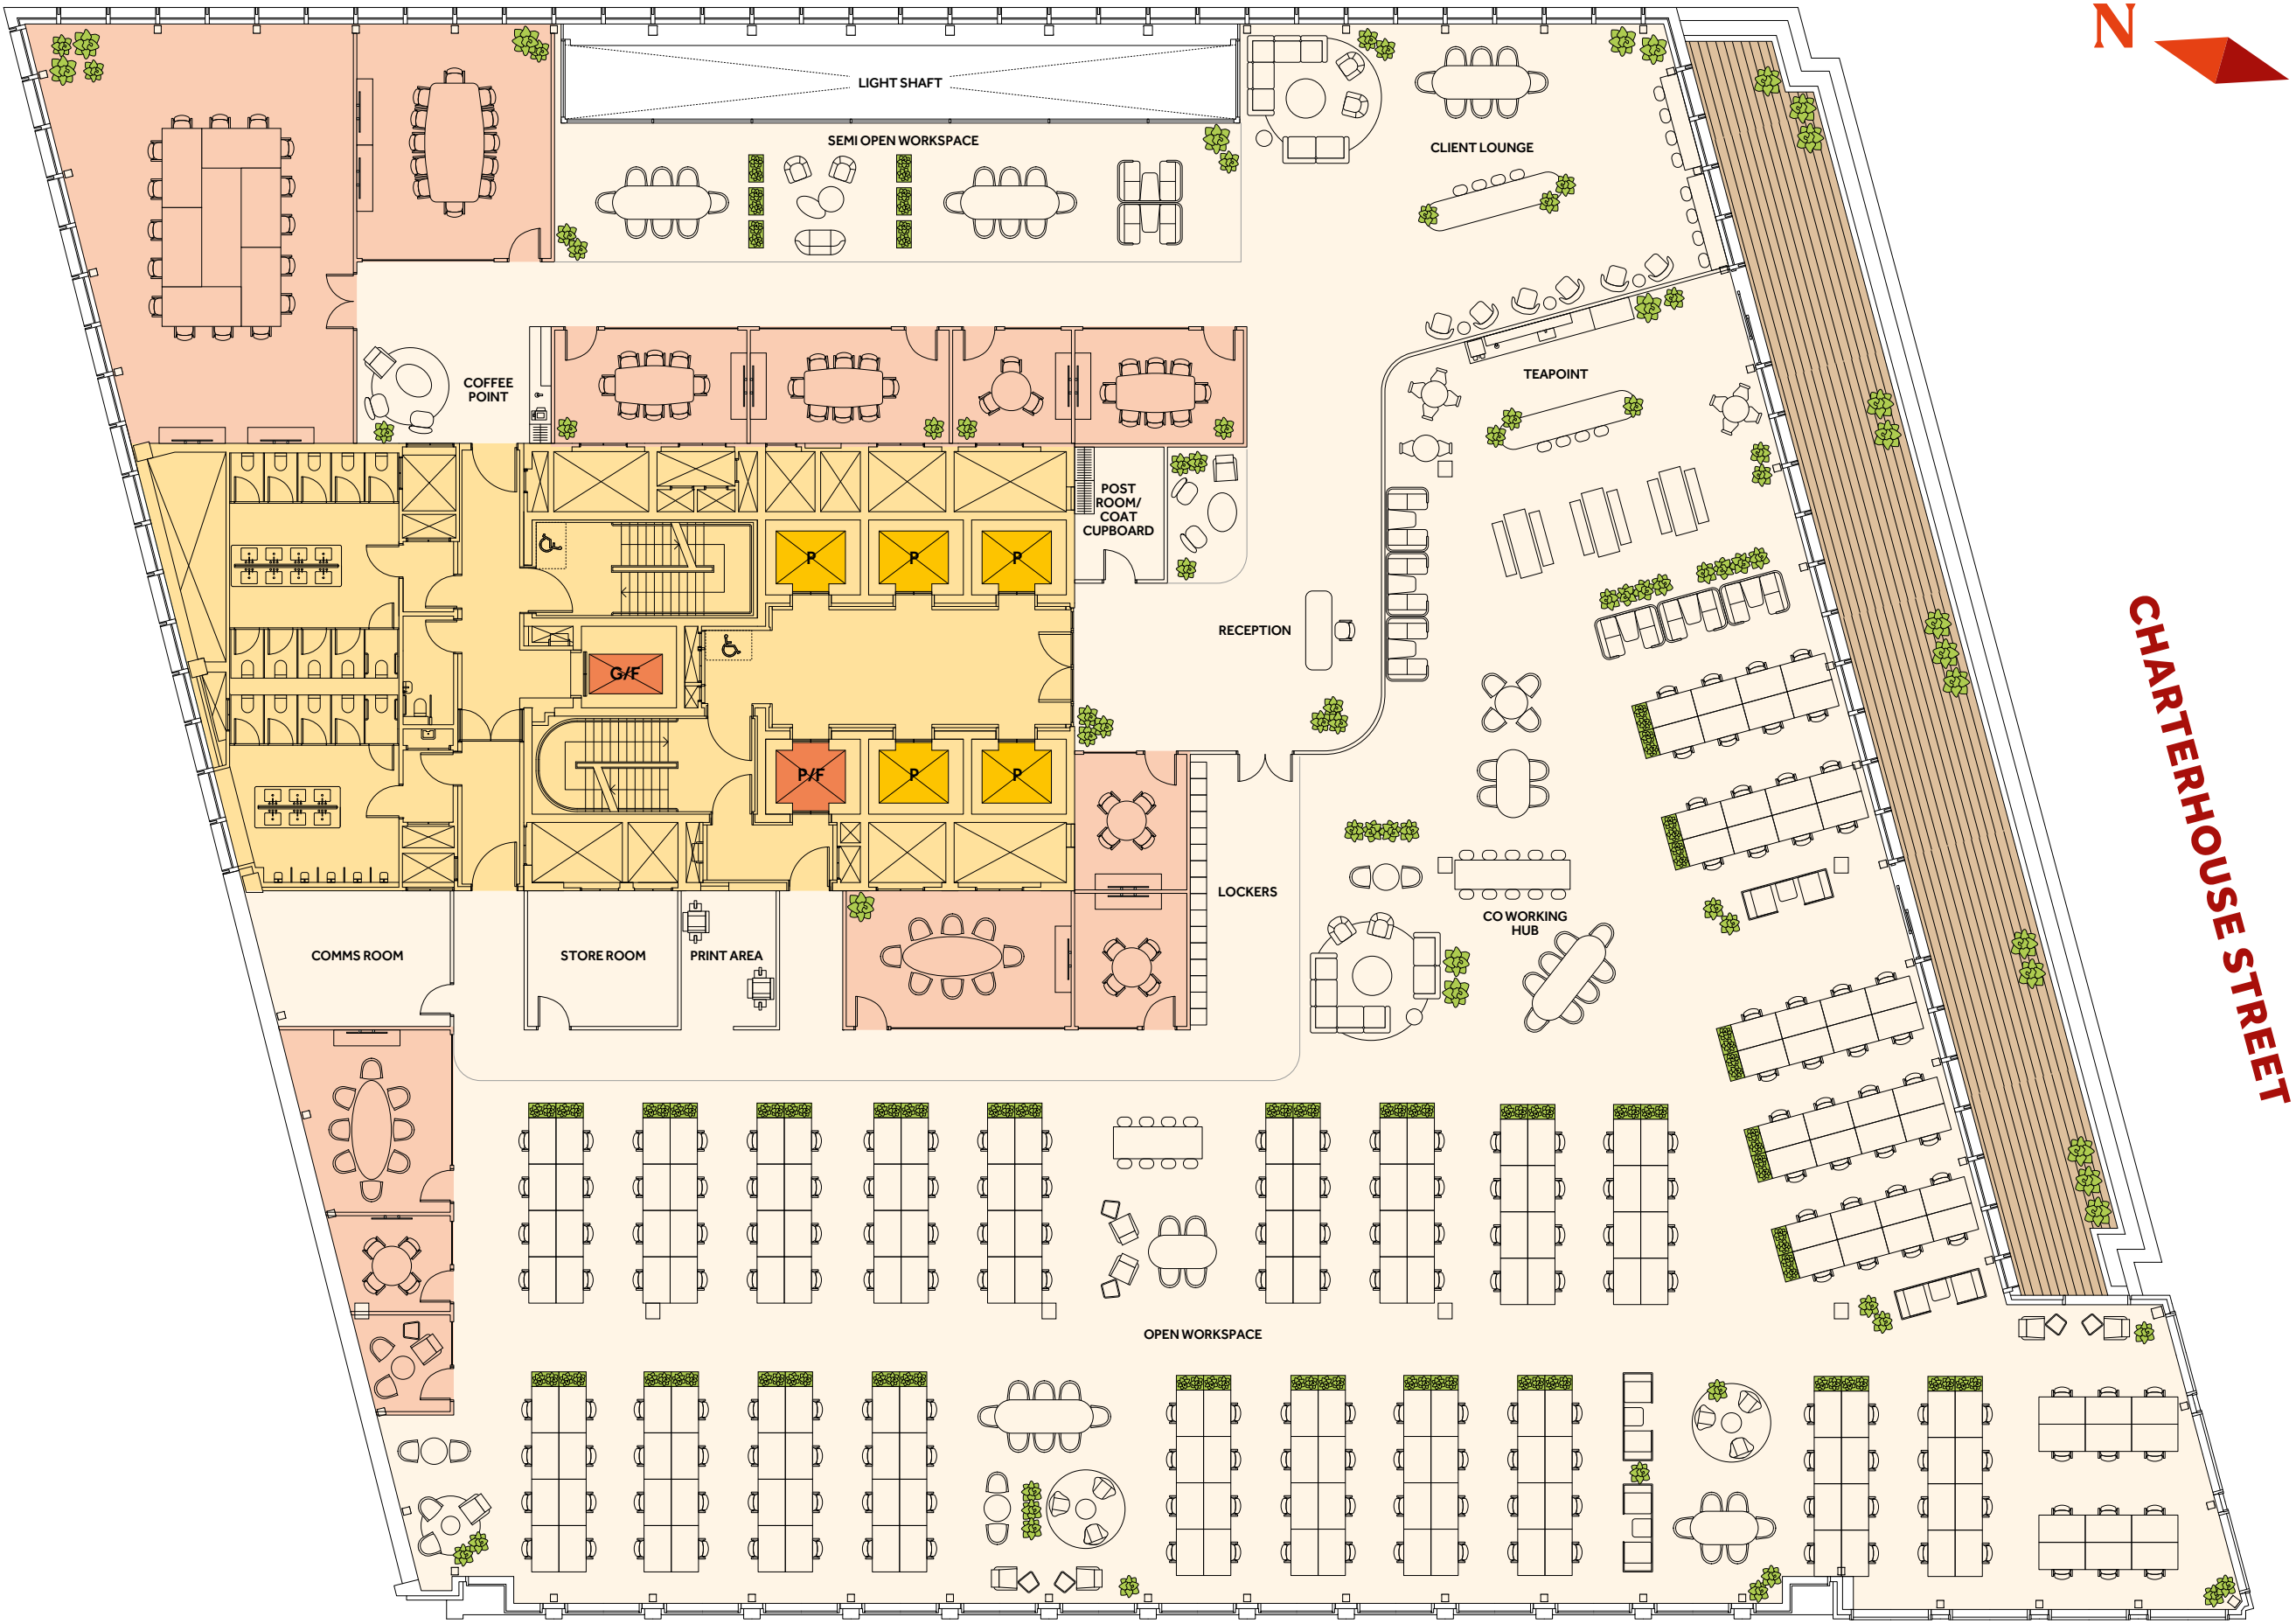 N
LIGHT SHAFT
SEMI OPEN WORKSPACE
CLIENT LOUNGE
COFFEE
POINT
TEAPOINT
POST
ROOM/
COAT
CUPBOARD
P
P
P
RECEPTION
G/F
P/F
P
P
CHARTERHOUSE STREET
LOCKERS
CO WORKING
HUB
COMMS ROOM
STORE ROOM
PRINT AREA
OPEN WORKSPACE